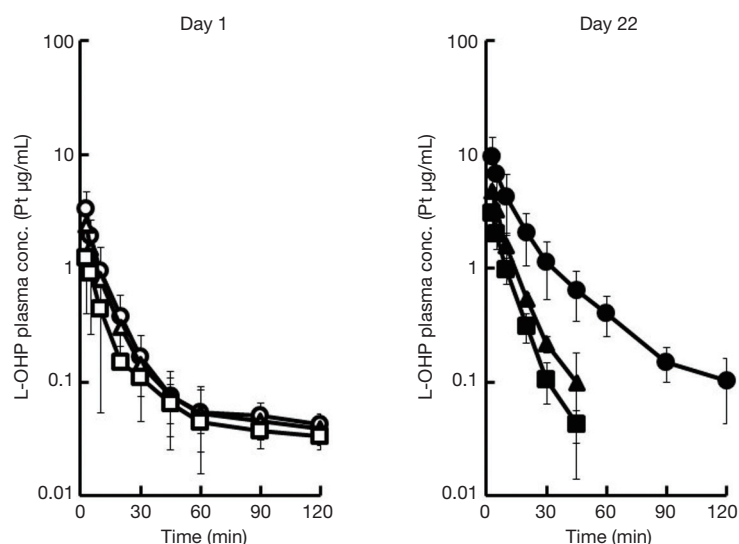 Day 1
100
10
1
0.1
0.01
L-OHP plasma conc. (Pt µg/mL)
0 30 60 90 120
Time (min)
Day 22
100
10
1
0.1
0.01
L-OHP plasma conc. (Pt µg/mL)
0 30 60 90 120
Time (min)